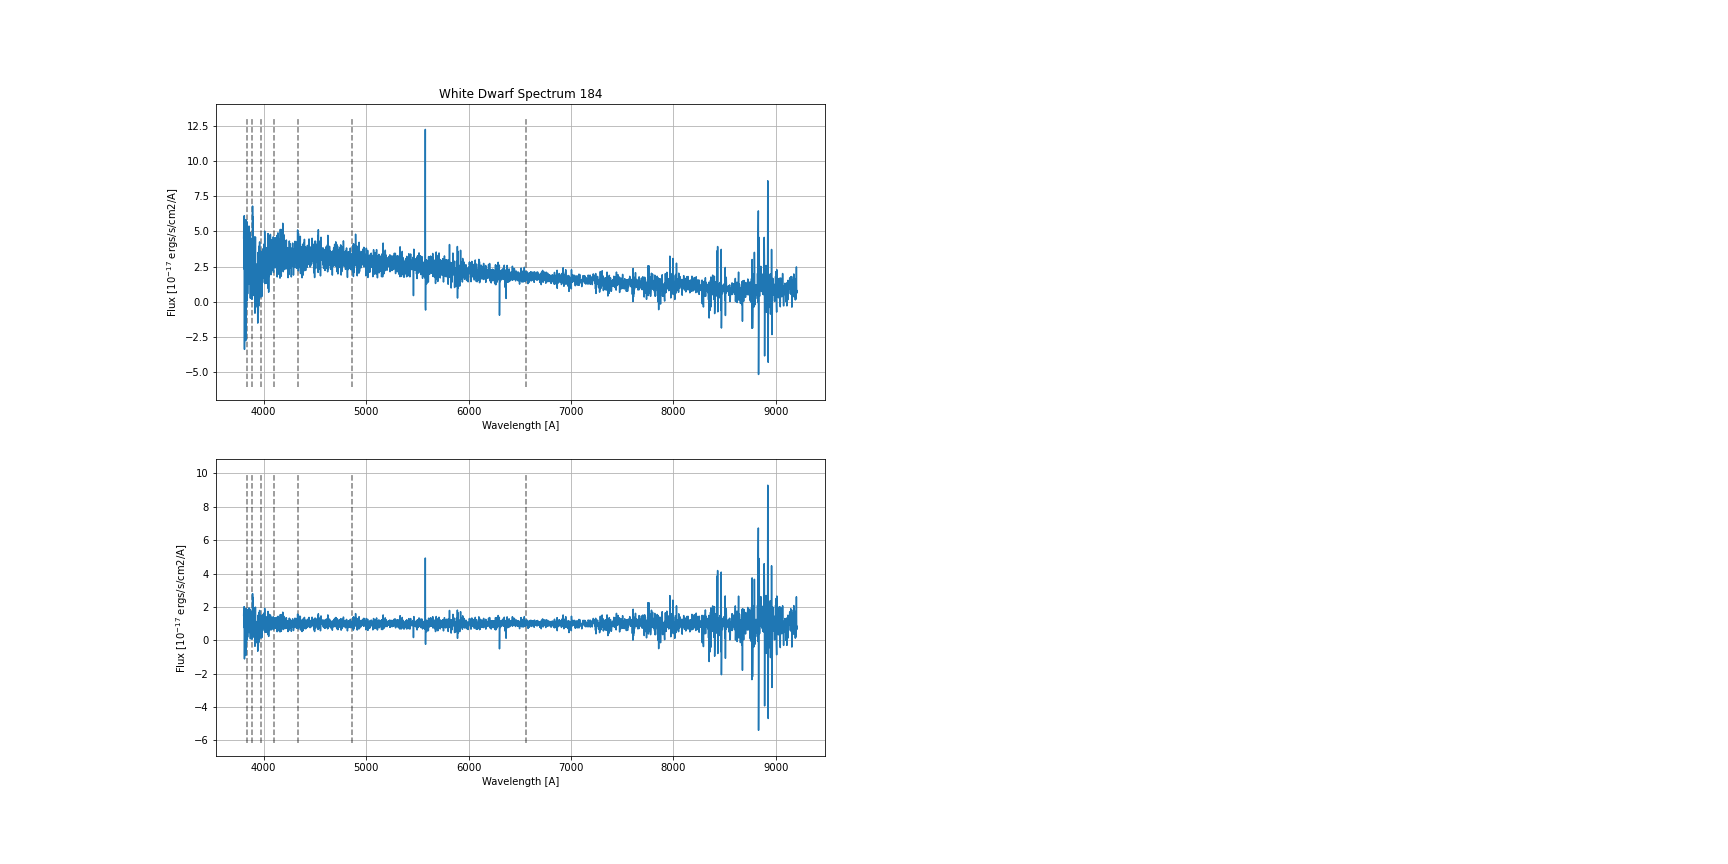 White Dwarf Spectrum 184
12.5
10.0
7.5
5.0
2.5
0.0
−2.5
−5.0
Flux [10⁻¹⁷ ergs/s/cm2/A]
4000 5000 6000 7000 8000 9000
Wavelength [A]
10
8
6
4
2
0
−2
−4
−6
Flux [10⁻¹⁷ ergs/s/cm2/A]
4000 5000 6000 7000 8000 9000
Wavelength [A]